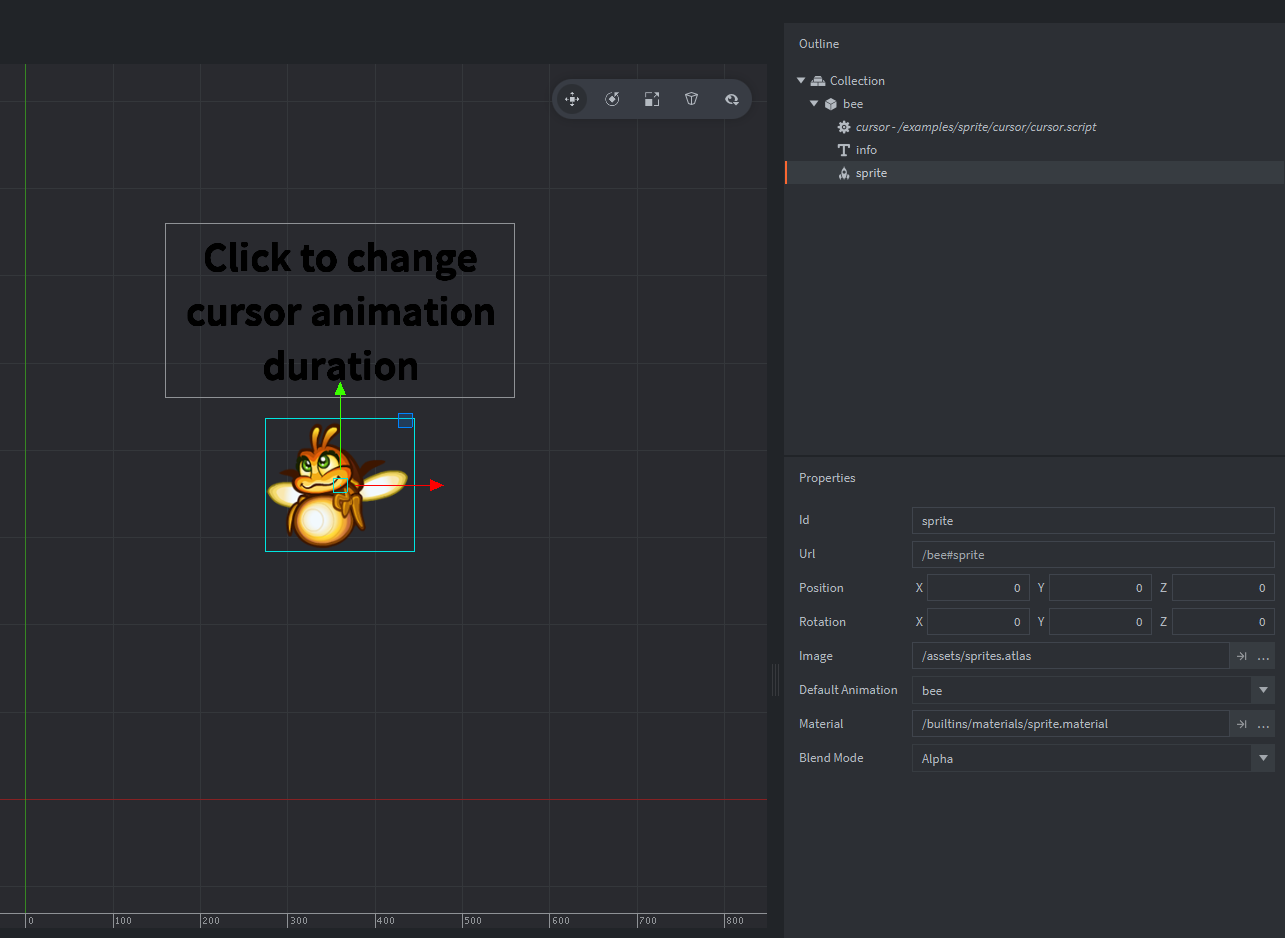 Click to change
cursor animation
duration
0 100 200 300 400 500 600 700 800
Outline
Collection
bee
cursor - /examples/sprite/cursor/cursor.script
info
sprite
Properties
Id sprite
Url /bee#sprite
Position X 0 Y 0 Z 0
Rotation X 0 Y 0 Z 0
Image /assets/sprites.atlas ...
Default Animation bee
Material /builtins/materials/sprite.material ...
Blend Mode Alpha